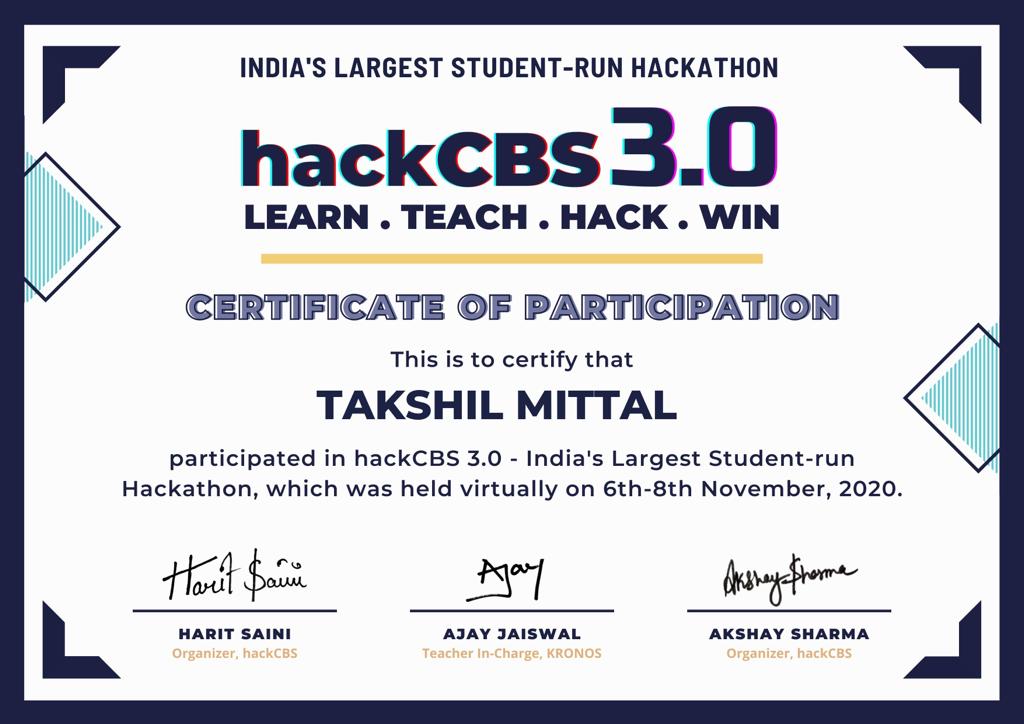 INDIA'S LARGEST STUDENT-RUN HACKATHON
hackCBS 3.0
LEARN . TEACH . HACK . WIN
CERTIFICATE OF PARTICIPATION
This is to certify that
TAKSHIL MITTAL
participated in hackCBS 3.0 - India's Largest Student-run
Hackathon, which was held virtually on 6th-8th November, 2020.
Harit Saini Ajay Akshay Sharma
HARIT SAINI AJAY JAISWAL AKSHAY SHARMA
Organizer, hackCBS Teacher In-Charge, KRONOS Organizer, hackCBS